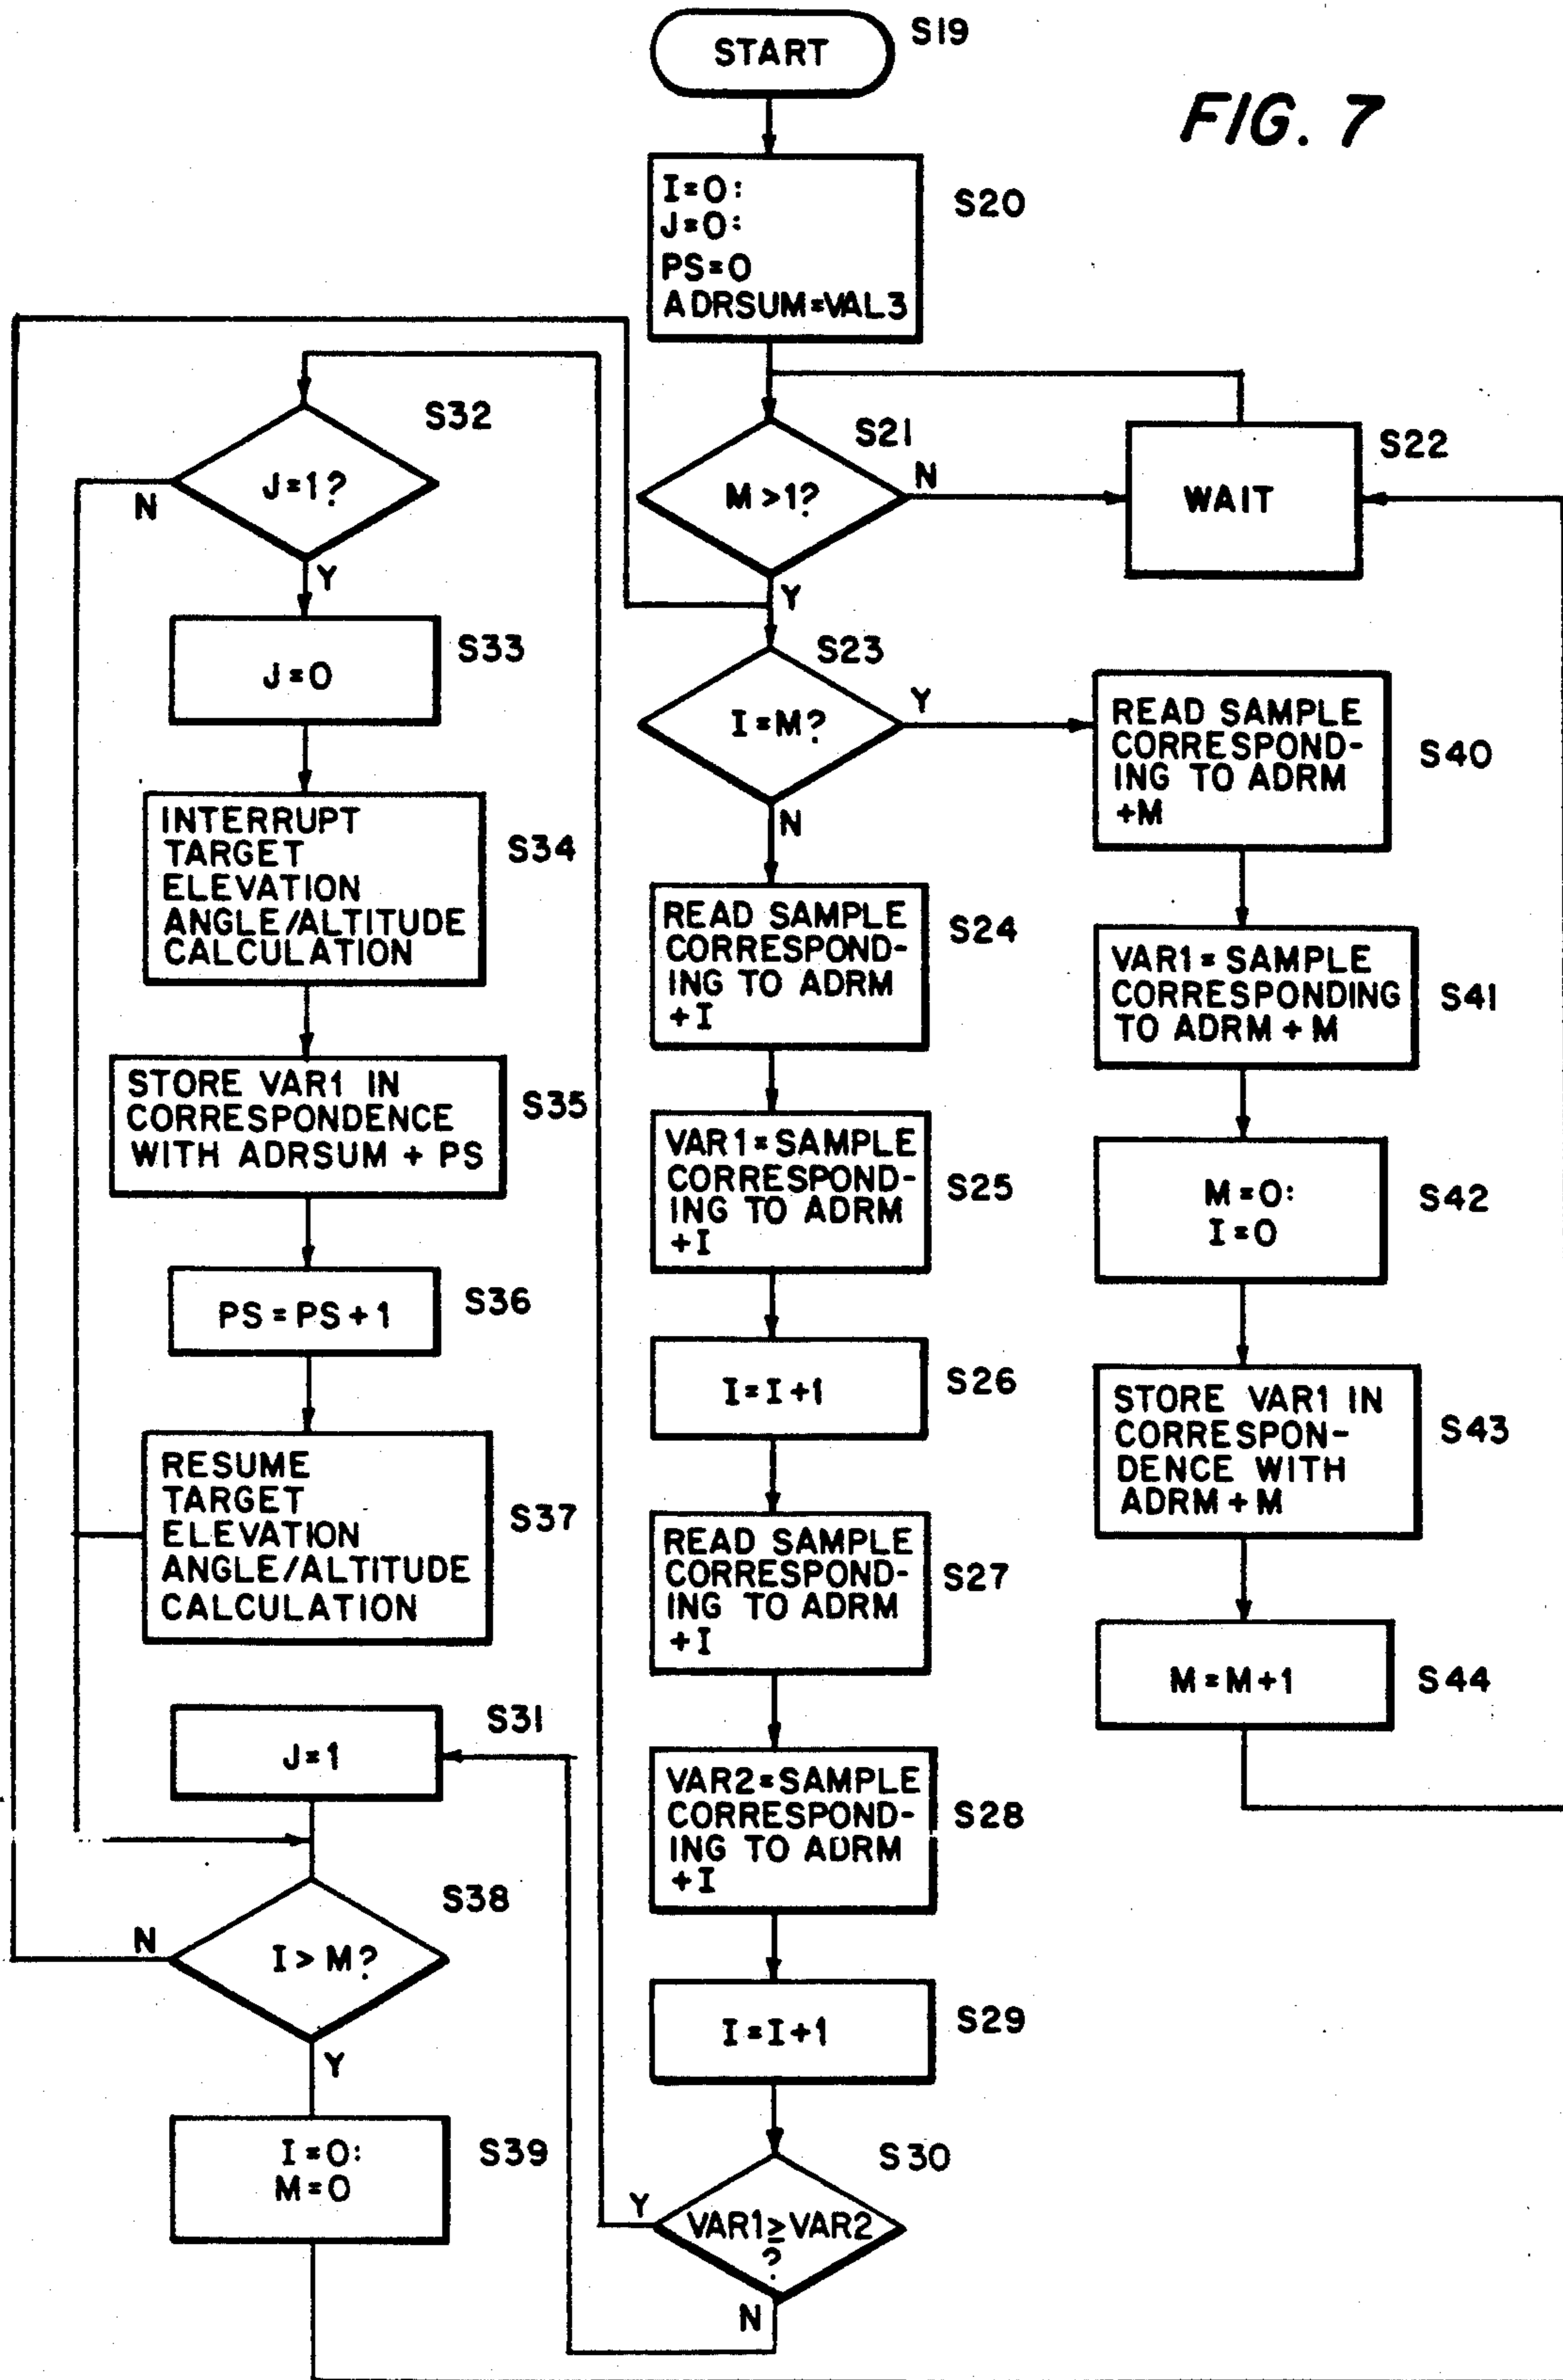 START
S19
FIG. 7
I=0:
J=0:
PS=0
ADRSUM=VAL3
S20
M>1?
S21
N
Y
WAIT
S22
I=M?
S23
Y
N
READ SAMPLE
CORRESPOND-
ING TO ADRM
+I
S24
VAR1=SAMPLE
CORRESPOND-
ING TO ADRM
+I
S25
I=I+1
S26
READ SAMPLE
CORRESPOND-
ING TO ADRM
+I
S27
VAR2=SAMPLE
CORRESPOND-
ING TO ADRM
+I
S28
I=I+1
S29
VAR1≥VAR2
?
S30
Y
N
J=1
S31
J=1?
S32
N
Y
J=0
S33
INTERRUPT
TARGET
ELEVATION
ANGLE/ALTITUDE
CALCULATION
S34
STORE VAR1 IN
CORRESPONDENCE
WITH ADRSUM + PS
S35
PS=PS+1
S36
RESUME
TARGET
ELEVATION
ANGLE/ALTITUDE
CALCULATION
S37
I>M?
S38
N
Y
I=0:
M=0
S39
READ SAMPLE
CORRESPOND-
ING TO ADRM
+M
S40
VAR1=SAMPLE
CORRESPONDING
TO ADRM + M
S41
M=0:
I=0
S42
STORE VAR1 IN
CORRESPON-
DENCE WITH
ADRM + M
S43
M=M+1
S44